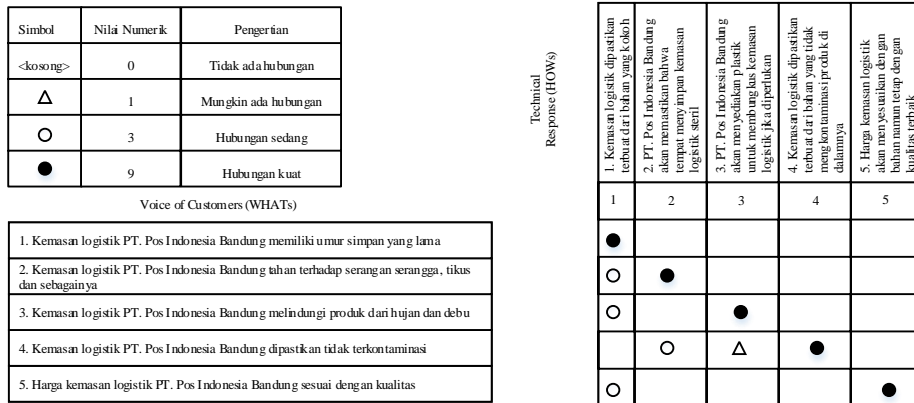 Simbol Nilai Numerik Pengertian
<kosong> 0 Tidak ada hubungan
1 Mungkin ada hubungan
3 Hubungan sedang
9 Hubungan kuat
Voice of Customers (WHATs)
1. Kemasan logistik PT. Pos Indonesia Bandung memiliki umur simpan yang lama
2. Kemasan logistik PT. Pos Indonesia Bandung tahan terhadap serangan serangga, tikus
dan sebagainya
3. Kemasan logistik PT. Pos Indonesia Bandung melindungi produk dari hujan dan debu
4. Kemasan logistik PT. Pos Indonesia Bandung dipastikan tidak terkontaminasi
5. Harga kemasan logistik PT. Pos Indonesia Bandung sesuai dengan kualitas
Technical
Response (HOWs)
1. Kemasan logistik dipastikan
terbuat dari bahan yang kokoh
2. PT. Pos Indonesia Bandung
akan memastikan bahwa
tempat menyimpan kemasan
logistik steril
3. PT. Pos Indonesia Bandung
akan menyediakan plastik
untuk membungkus kemasan
logistik jika diperlukan
4. Kemasan logistik dipastikan
terbuat dari bahan yang tidak
mengkontaminasi produk di
dalamnya
5. Harga kemasan logistik
akan menyesuaikan dengan
bahan namun tetap dengan
kualitas terbaik
1 2 3 4 5